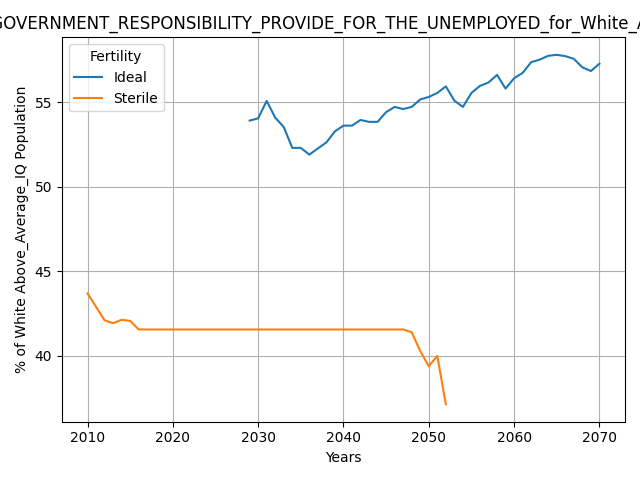 GOVERNMENT_RESPONSIBILITY_PROVIDE_FOR_THE_UNEMPLOYED_for_White_A
Fertility
Ideal
Sterile
% of White Above_Average_IQ Population
55
50
45
40
2010 2020 2030 2040 2050 2060 2070
Years